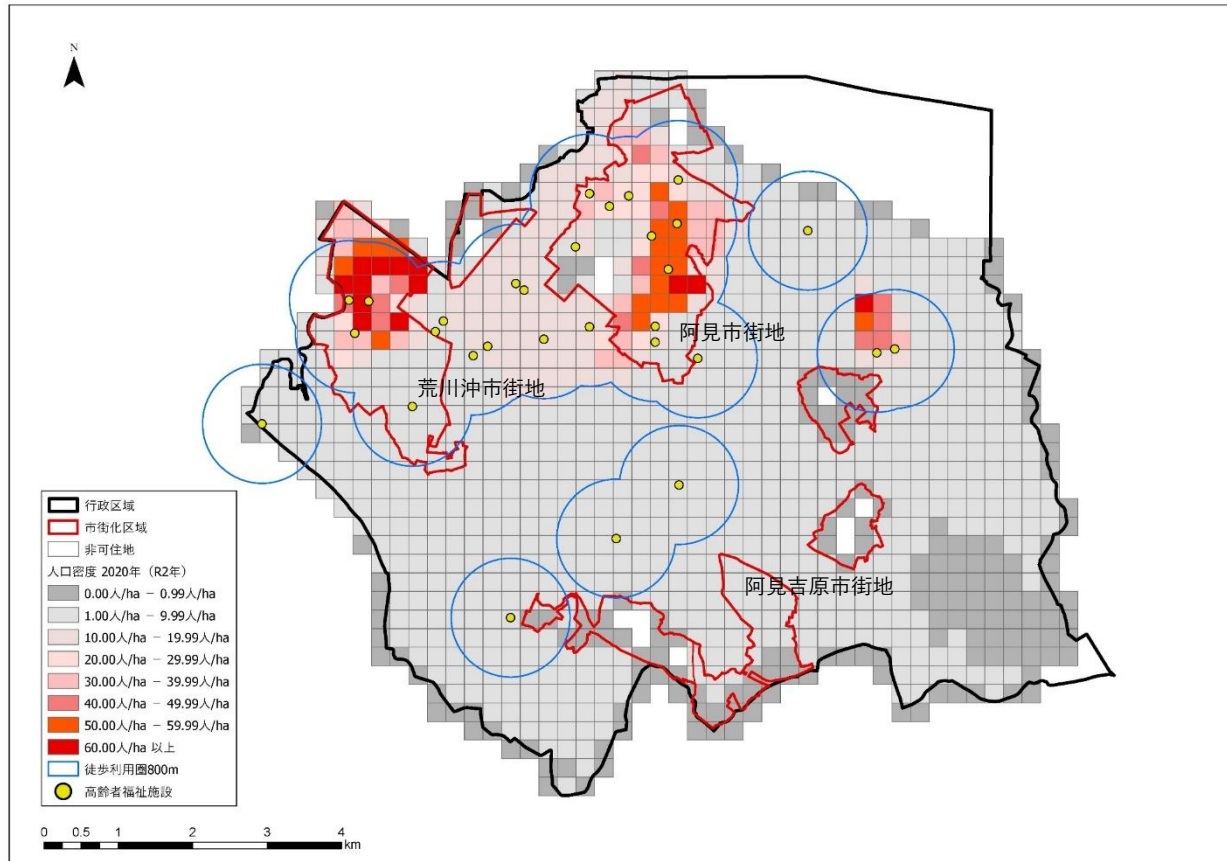 N
阿見市街地
荒川沖市街地
阿見吉原市街地
行政区域
市街化区域
非可住地
人口密度 2020年（R2年）
0.00人/ha － 0.99人/ha
1.00人/ha － 9.99人/ha
10.00人/ha － 19.99人/ha
20.00人/ha － 29.99人/ha
30.00人/ha － 39.99人/ha
40.00人/ha － 49.99人/ha
50.00人/ha － 59.99人/ha
60.00人/ha 以上
徒歩利用圏800m
高齢者福祉施設
0 0.5 1 2 3 4
km